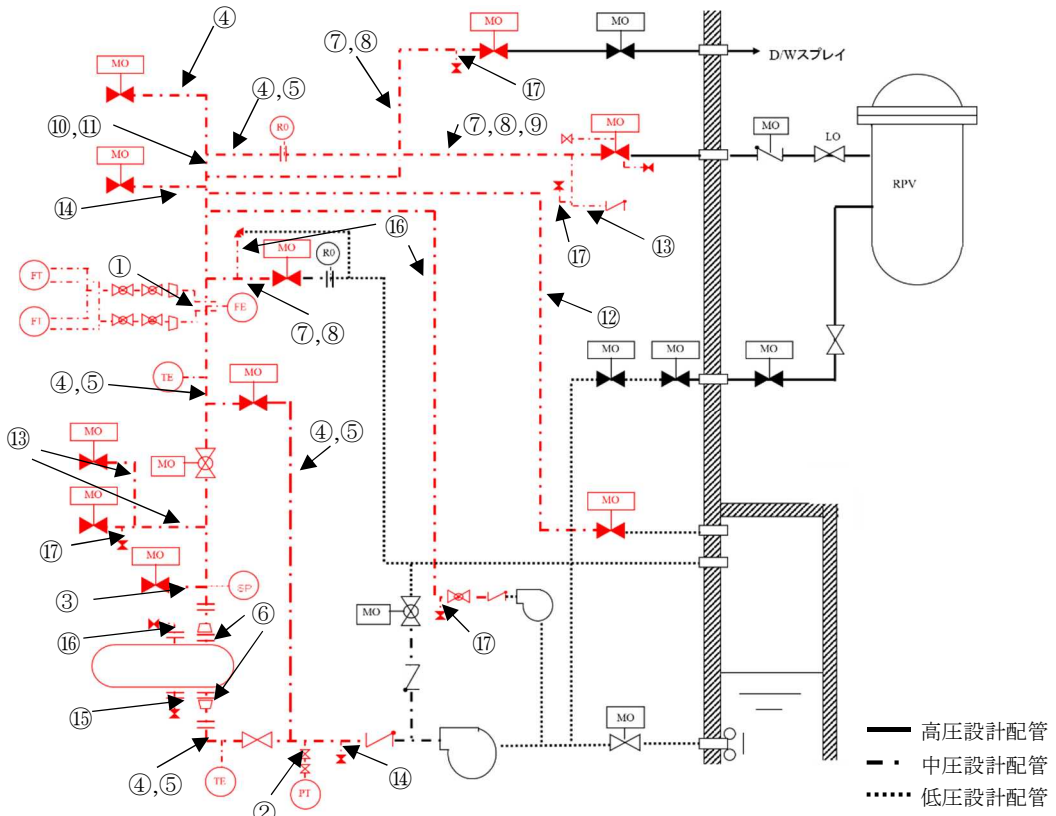 ④
MO
⑦,⑧
MO
MO
D/Wスプレイ
⑰
④,⑤
⑩,⑪
RO
⑦,⑧,⑨
MO
MO
LO
RPV
MO
⑭
⑰
⑬
⑯
MO
RO
FT
①
FE
FT
⑦,⑧
⑫
MO
MO
MO
TE
④,⑤
MO
④,⑤
⑬
MO
MO
MO
⑰
MO
MO
③
SP
MO
⑰
⑯
⑥
⑮
MO
④,⑤
TE
②
PT
⑭
高圧設計配管
中圧設計配管
低圧設計配管